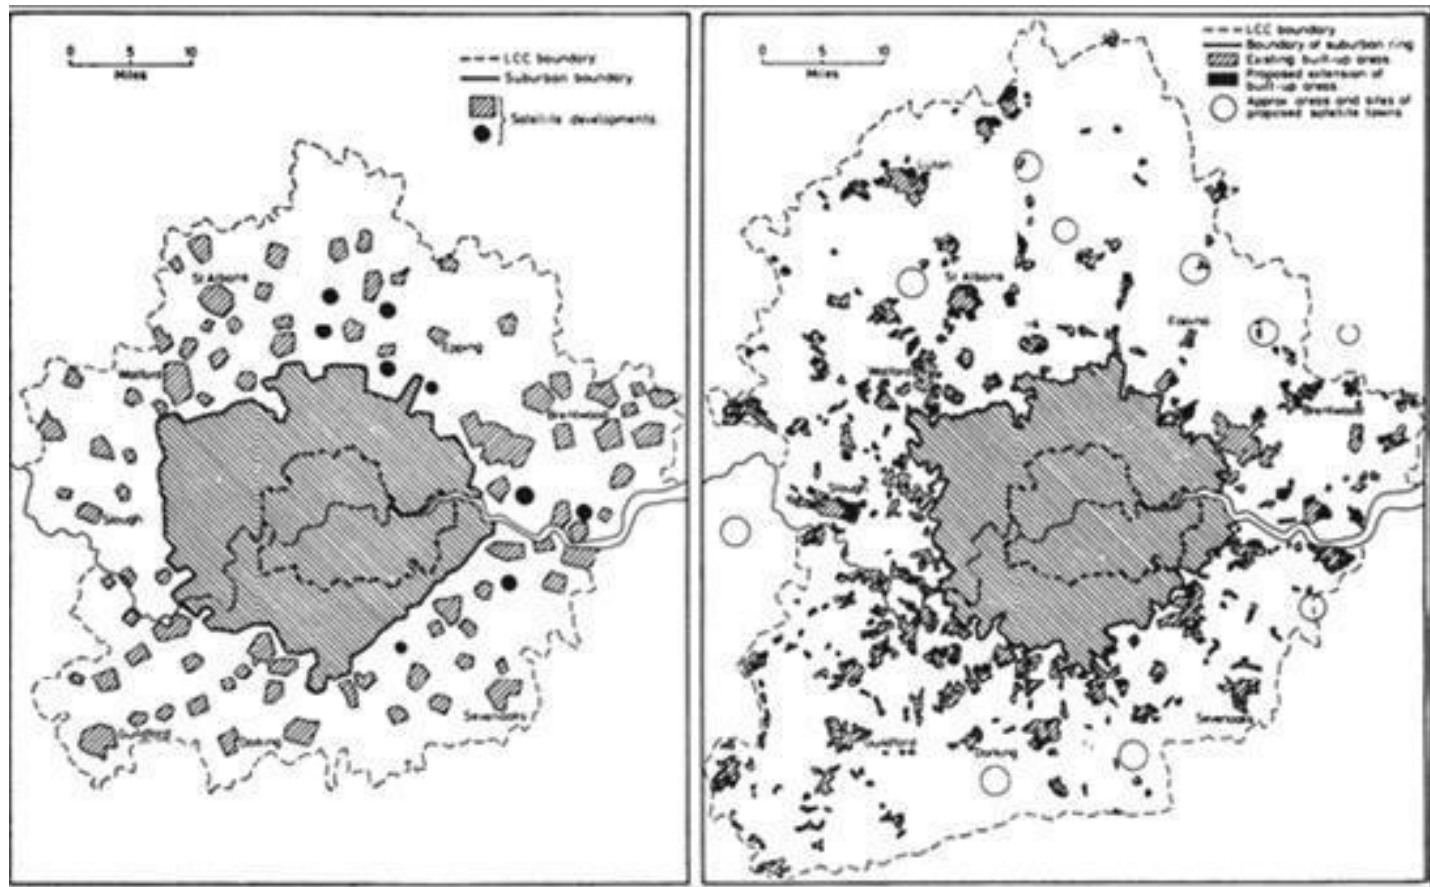 0 5 10
Miles
LCC boundary
Suburban boundary
Satellite developments
St Albans
Epping
Watford
Brentwood
Slough
Sevenoaks
Guildford
Dorking
0 5 10
Miles
LCC boundary
Boundary of suburban ring
Existing built-up areas
Proposed extension of
built-up areas
Approx areas and sites of
proposed satellite towns
Luton
St Albans
Epping
Watford
Brentwood
Slough
Sevenoaks
Guildford
Dorking